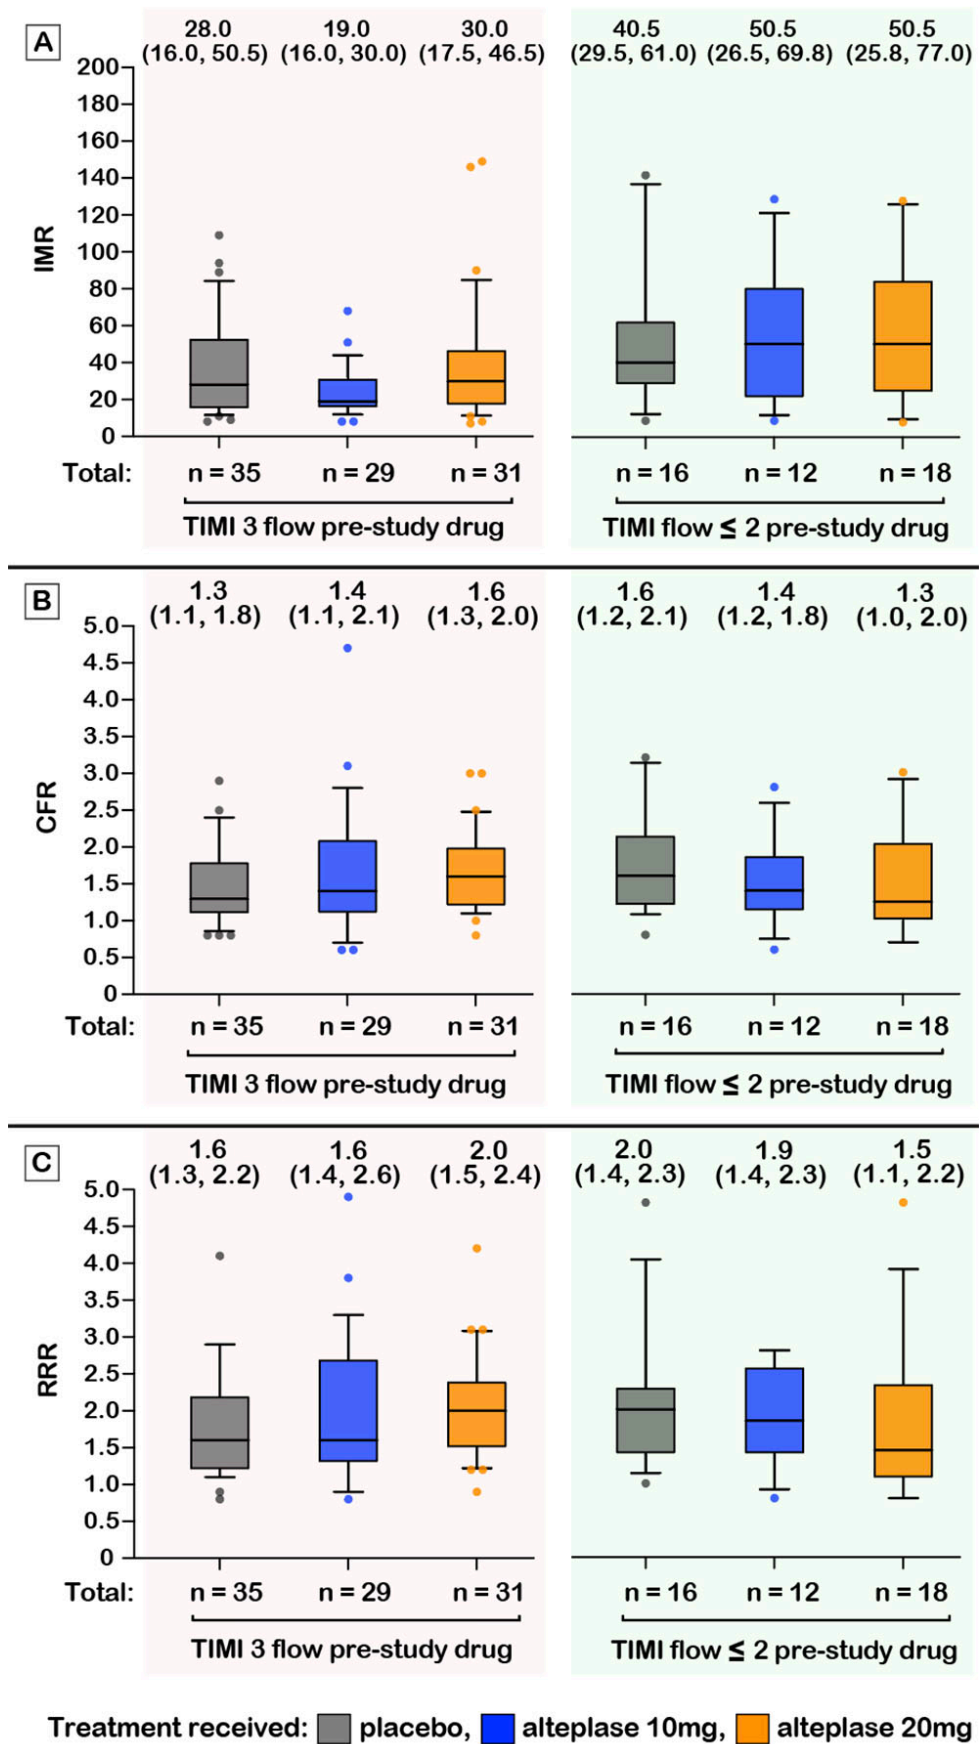 A
28.0 19.0 30.0 40.5 50.5 50.5
(16.0, 50.5) (16.0, 30.0) (17.5, 46.5) (29.5, 61.0) (26.5, 69.8) (25.8, 77.0)
200
180
160
140
120
100
80
60
40
20
0
IMR
Total: n = 35 n = 29 n = 31 n = 16 n = 12 n = 18
TIMI 3 flow pre-study drug TIMI flow ≤ 2 pre-study drug
B
1.3 1.4 1.6 1.6 1.4 1.3
(1.1, 1.8) (1.1, 2.1) (1.3, 2.0) (1.2, 2.1) (1.2, 1.8) (1.0, 2.0)
5.0
4.5
4.0
3.5
3.0
2.5
2.0
1.5
1.0
0.5
0
CFR
Total: n = 35 n = 29 n = 31 n = 16 n = 12 n = 18
TIMI 3 flow pre-study drug TIMI flow ≤ 2 pre-study drug
C
1.6 1.6 2.0 2.0 1.9 1.5
(1.3, 2.2) (1.4, 2.6) (1.5, 2.4) (1.4, 2.3) (1.4, 2.3) (1.1, 2.2)
5.0
4.5
4.0
3.5
3.0
2.5
2.0
1.5
1.0
0.5
0
RRR
Total: n = 35 n = 29 n = 31 n = 16 n = 12 n = 18
TIMI 3 flow pre-study drug TIMI flow ≤ 2 pre-study drug
Treatment received: placebo, alteplase 10mg, alteplase 20mg